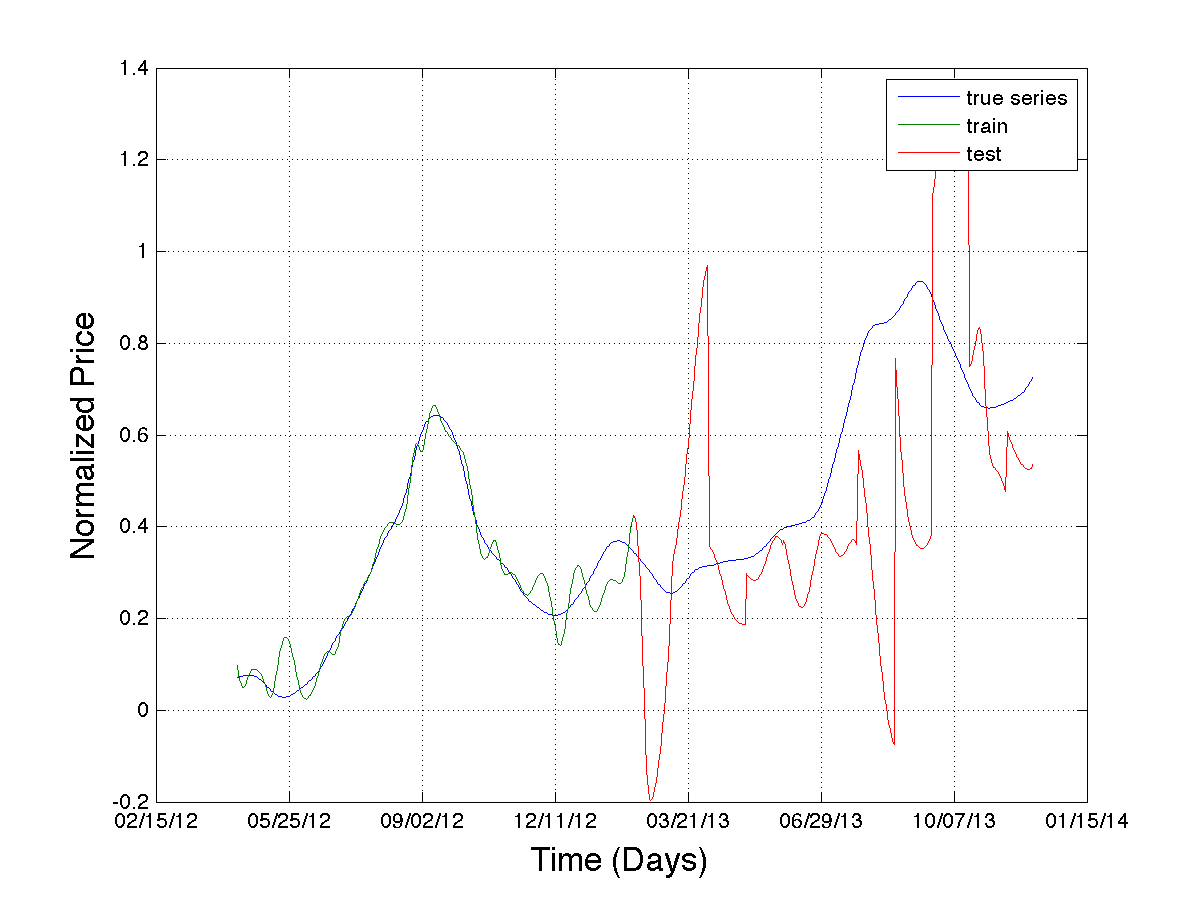 true series
train
test
1.4
1.2
1
0.8
0.6
0.4
0.2
0
-0.2
Normalized Price
02/15/12 05/25/12 09/02/12 12/11/12 03/21/13 06/29/13 10/07/13 01/15/14
Time (Days)